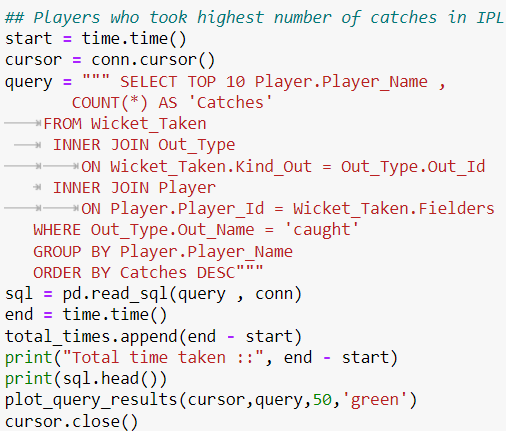 ## Players who took highest number of catches in IPL
start = time.time()
cursor = conn.cursor()
query = """ SELECT TOP 10 Player.Player_Name ,
COUNT(*) AS 'Catches'
FROM Wicket_Taken
INNER JOIN Out_Type
ON Wicket_Taken.Kind_Out = Out_Type.Out_Id
INNER JOIN Player
ON Player.Player_Id = Wicket_Taken.Fielders
WHERE Out_Type.Out_Name = 'caught'
GROUP BY Player.Player_Name
ORDER BY Catches DESC"""
sql = pd.read_sql(query , conn)
end = time.time()
total_times.append(end - start)
print("Total time taken ::", end - start)
print(sql.head())
plot_query_results(cursor,query,50,'green')
cursor.close()